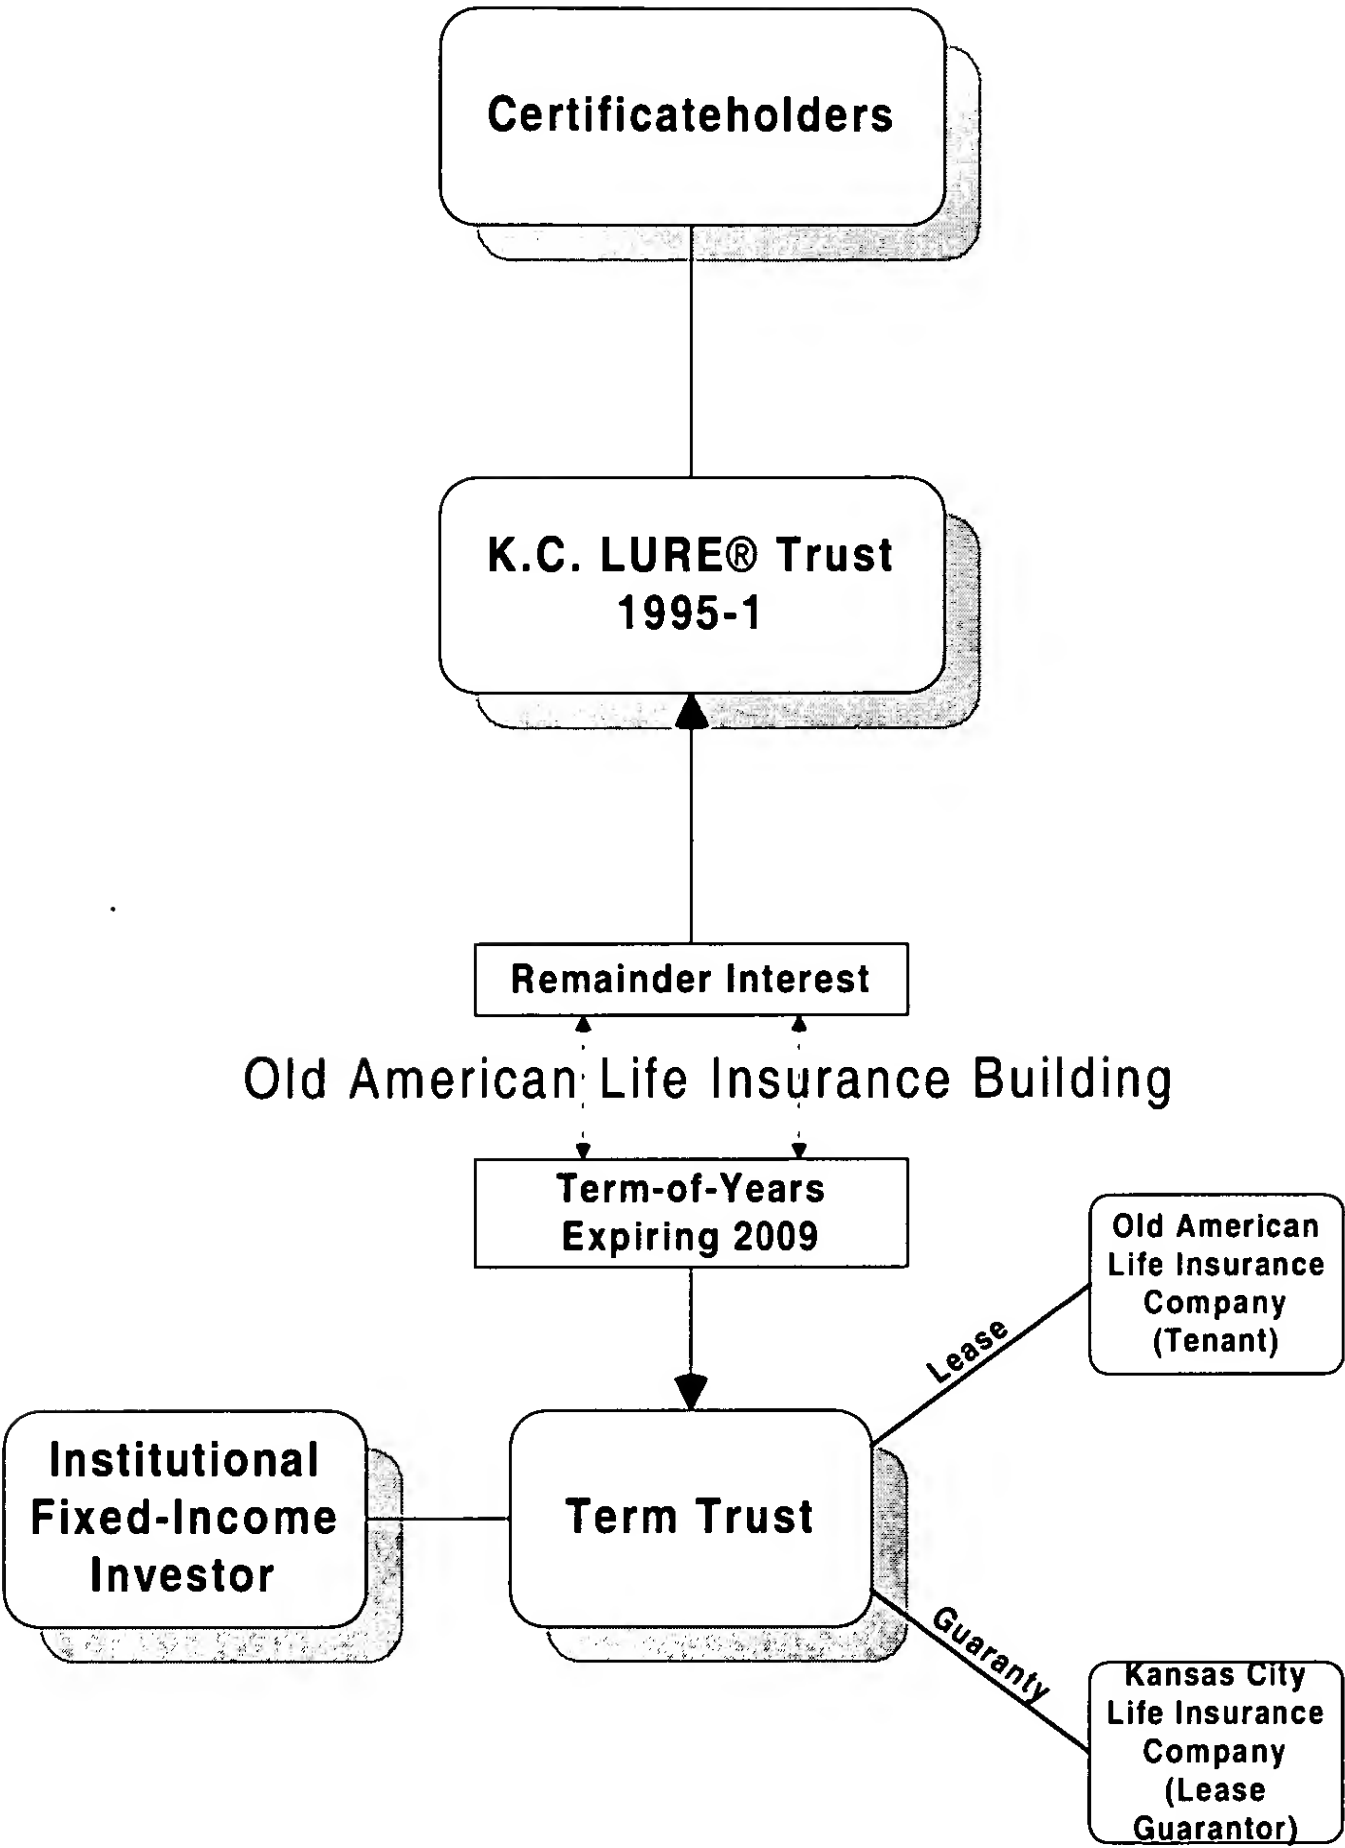 Certificateholders
K.C. LURE® Trust
1995-1
Remainder Interest
Old American Life Insurance Building
Term-of-Years
Expiring 2009
Old American
Life Insurance
Company
(Tenant)
Lease
Institutional
Fixed-Income
Investor
Term Trust
Guaranty
Kansas City
Life Insurance
Company
(Lease
Guarantor)